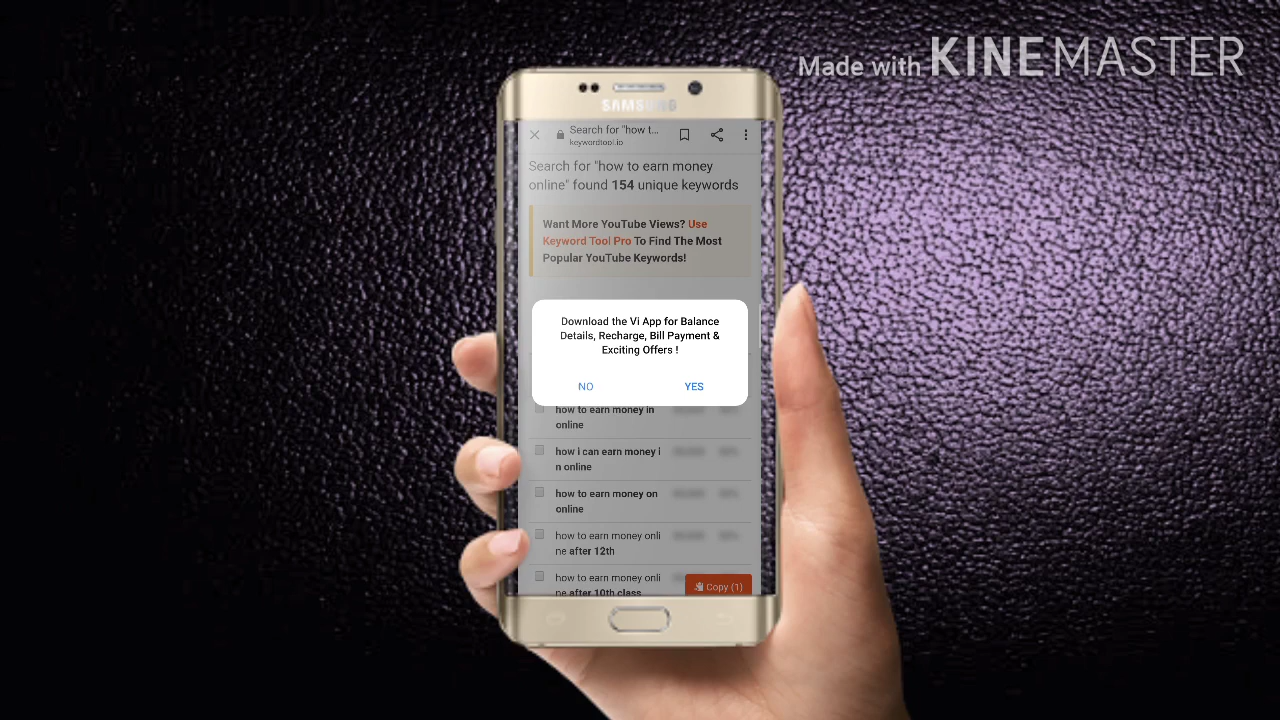 Made with KINEMASTER
SAMSUNG
Search for "how t...
keywordtool.io
Search for "how to earn money
online" found 154 unique keywords
Want More YouTube Views? Use
Keyword Tool Pro To Find The Most
Popular YouTube Keywords!
Download the Vi App for Balance
Details, Recharge, Bill Payment &
Exciting Offers !
NO YES
how to earn money in
online
how i can earn money i
n online
how to earn money on
online
how to earn money onli
ne after 12th
how to earn money onli
ne after 10th class
Copy (1)